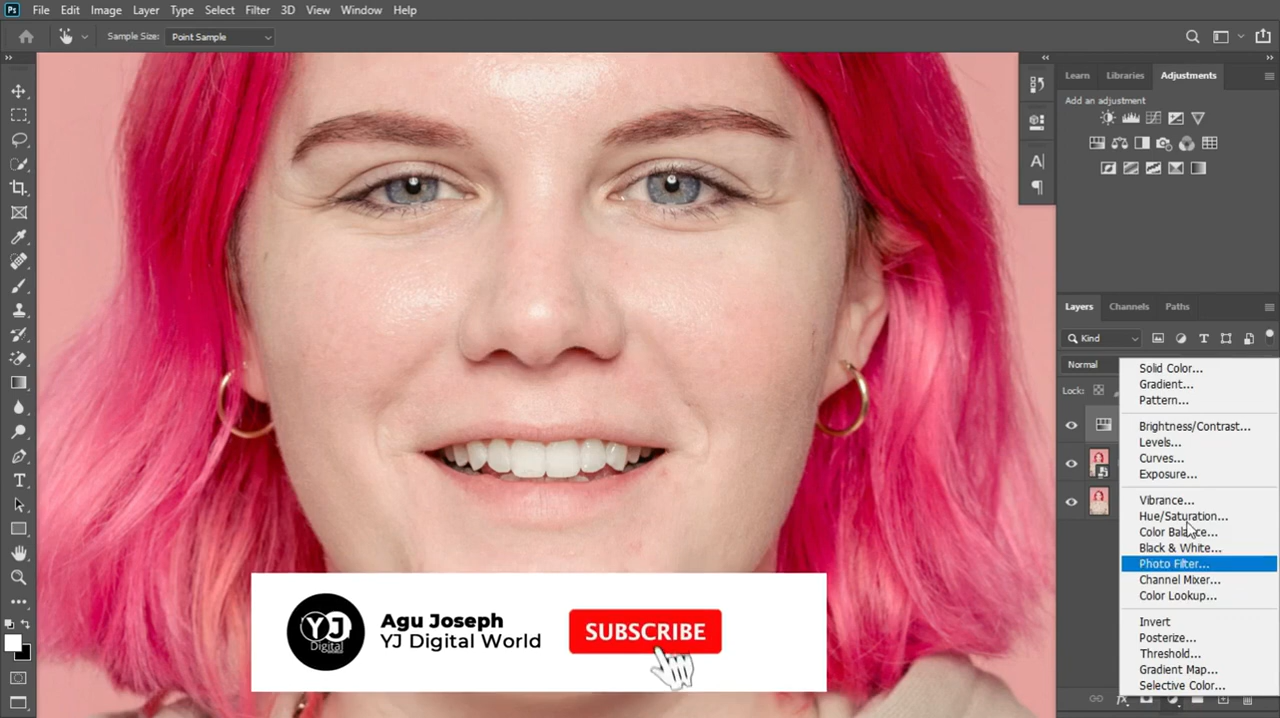 Ps File Edit Image Layer Type Select Filter 3D View Window Help
Sample Size: Point Sample
Learn Libraries Adjustments
Add an adjustment
Layers Channels Paths
Kind
Normal
Lock:
Solid Color...
Gradient...
Pattern...
Brightness/Contrast...
Levels...
Curves...
Exposure...
Vibrance...
Hue/Saturation...
Color Balance...
Black & White...
Photo Filter...
Channel Mixer...
Color Lookup...
Invert
Posterize...
Threshold...
Gradient Map...
Selective Color...
YJ
Digital
Agu Joseph
YJ Digital World
SUBSCRIBE